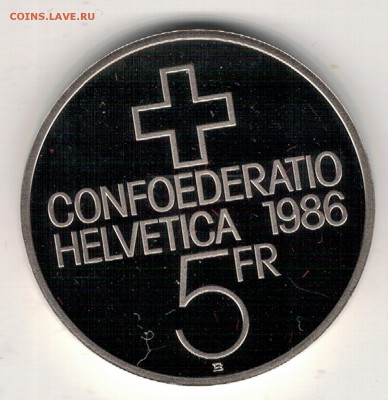 COINS.LAVE.RU
CONFOEDERATIO
HELVETICA 1986
5 FR
B